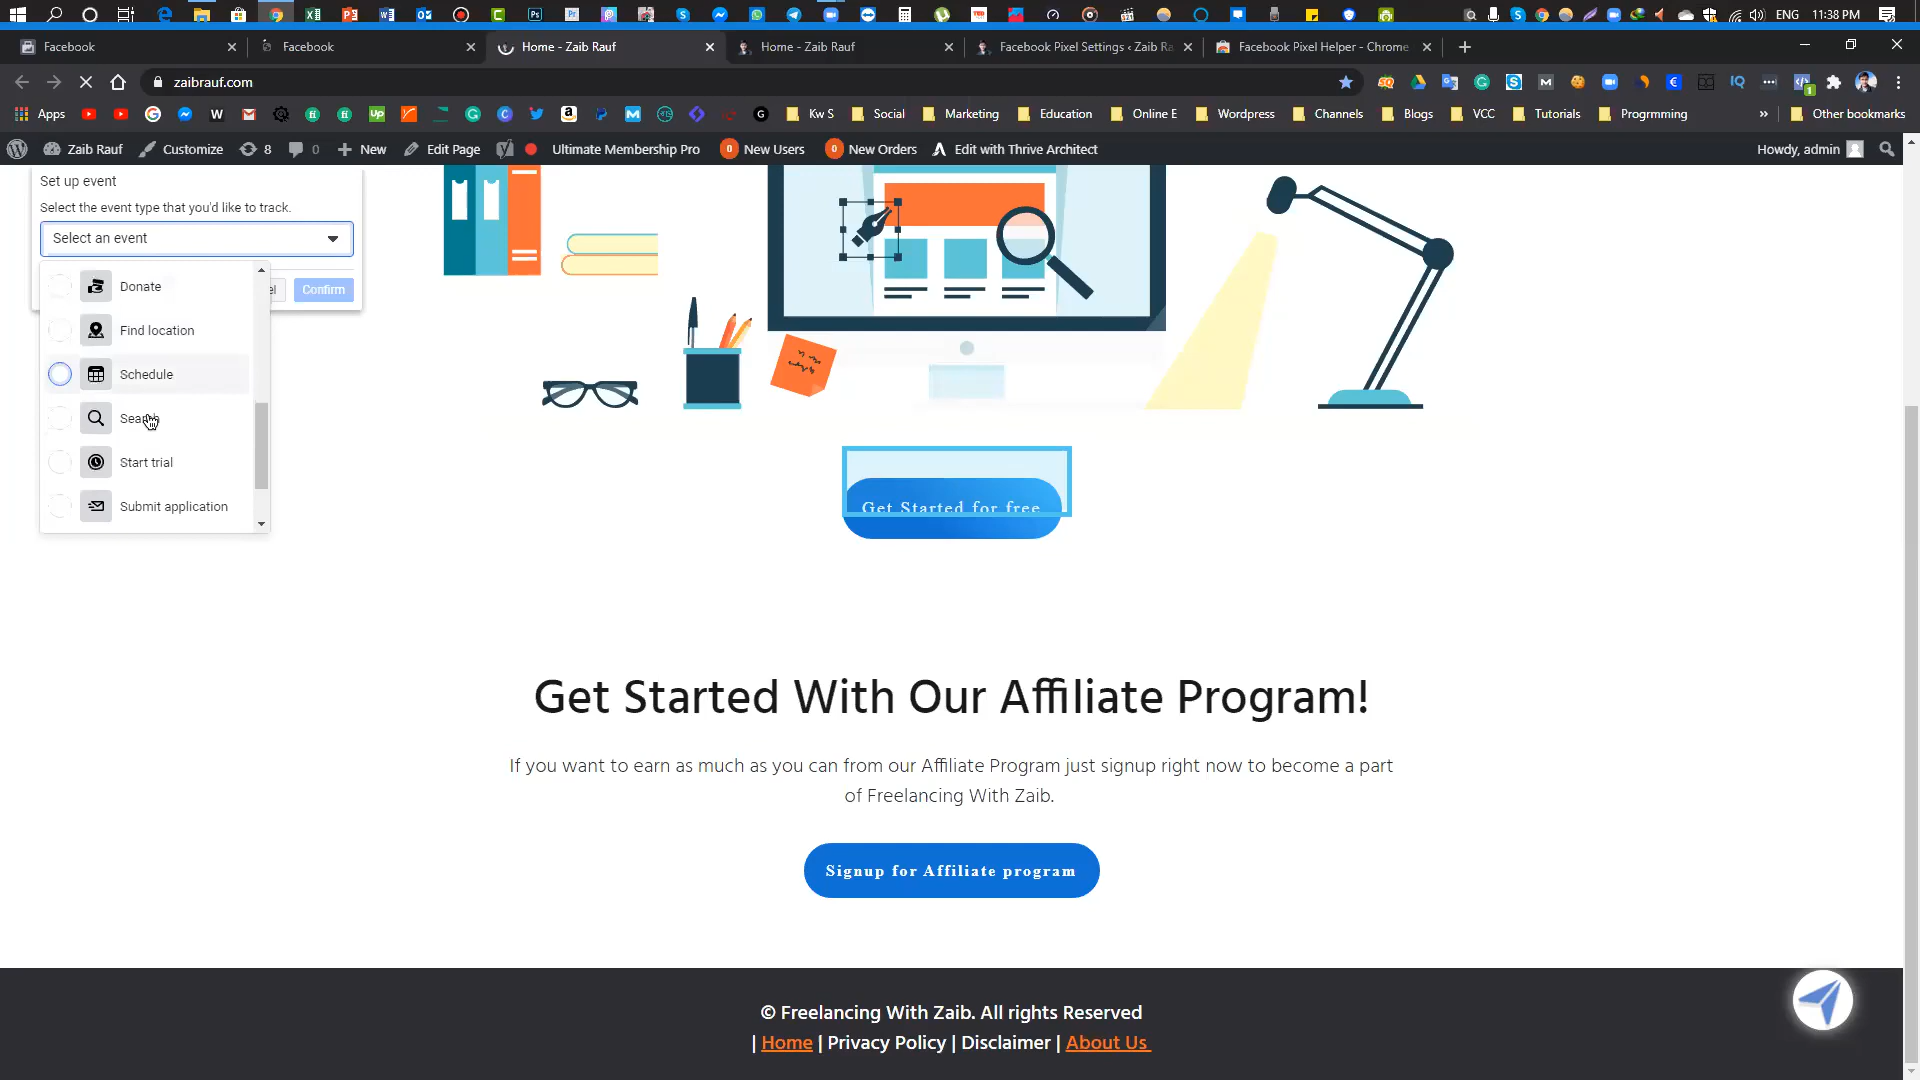 ENG 11:38 PM
Facebook
Facebook
Home - Zaib Rauf
Home - Zaib Rauf
Facebook Pixel Settings ‹ Zaib Ra
Facebook Pixel Helper - Chrome
zaibrauf.com
Apps
Kw S
Social
Marketing
Education
Online E
Wordpress
Channels
Blogs
VCC
Tutorials
Progrmming
Other bookmarks
Zaib Rauf
Customize
8
0
New
Edit Page
Ultimate Membership Pro
0 New Users
0 New Orders
Edit with Thrive Architect
Howdy, admin
Set up event
Select the event type that you'd like to track.
Select an event
Confirm
Donate
Find location
Schedule
Search
Start trial
Submit application
Get Started for free
Get Started With Our Affiliate Program!
If you want to earn as much as you can from our Affiliate Program just signup right now to become a part
of Freelancing With Zaib.
Signup for Affiliate program
© Freelancing With Zaib. All rights Reserved
| Home | Privacy Policy | Disclaimer | About Us